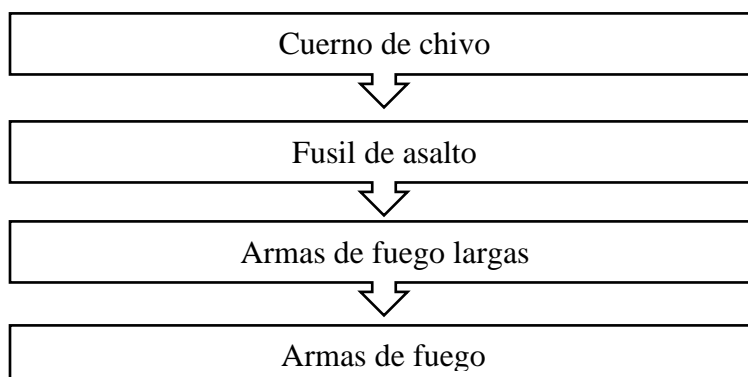 Cuerno de chivo
Fusil de asalto
Armas de fuego largas
Armas de fuego